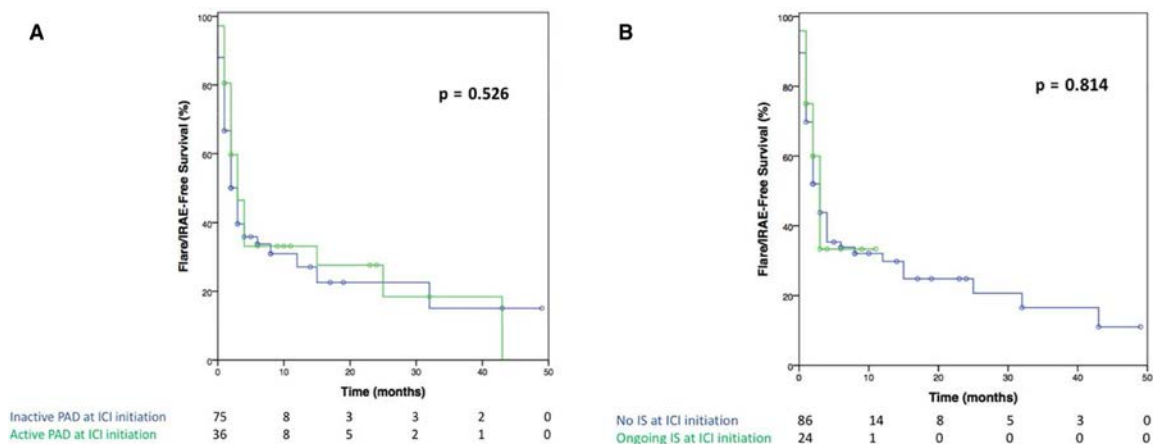 A
100
80
60
40
20
0
Flare/IRAE-Free Survival (%)
p = 0.526
0 10 20 30 40 50
Time (months)
Inactive PAD at ICI initiation 75 8 3 3 2 0
Active PAD at ICI initiation 36 8 5 2 1 0
B
100
80
60
40
20
0
Flare/IRAE-Free Survival (%)
p = 0.814
0 10 20 30 40 50
Time (months)
No IS at ICI initiation 86 14 8 5 3 0
Ongoing IS at ICI initiation 24 1 0 0 0 0